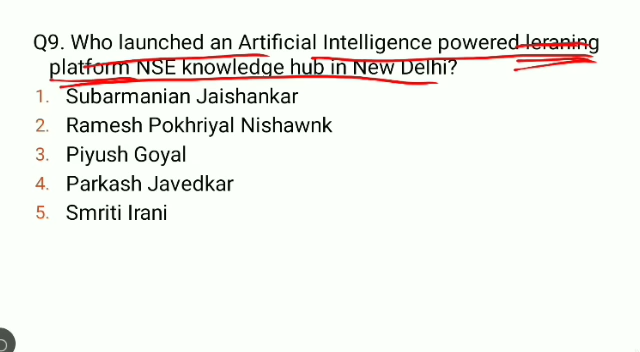 Q9. Who launched an Artificial Intelligence powered leraning
platform NSE knowledge hub in New Delhi?
1. Subarmanian Jaishankar
2. Ramesh Pokhriyal Nishawnk
3. Piyush Goyal
4. Parkash Javedkar
5. Smriti Irani